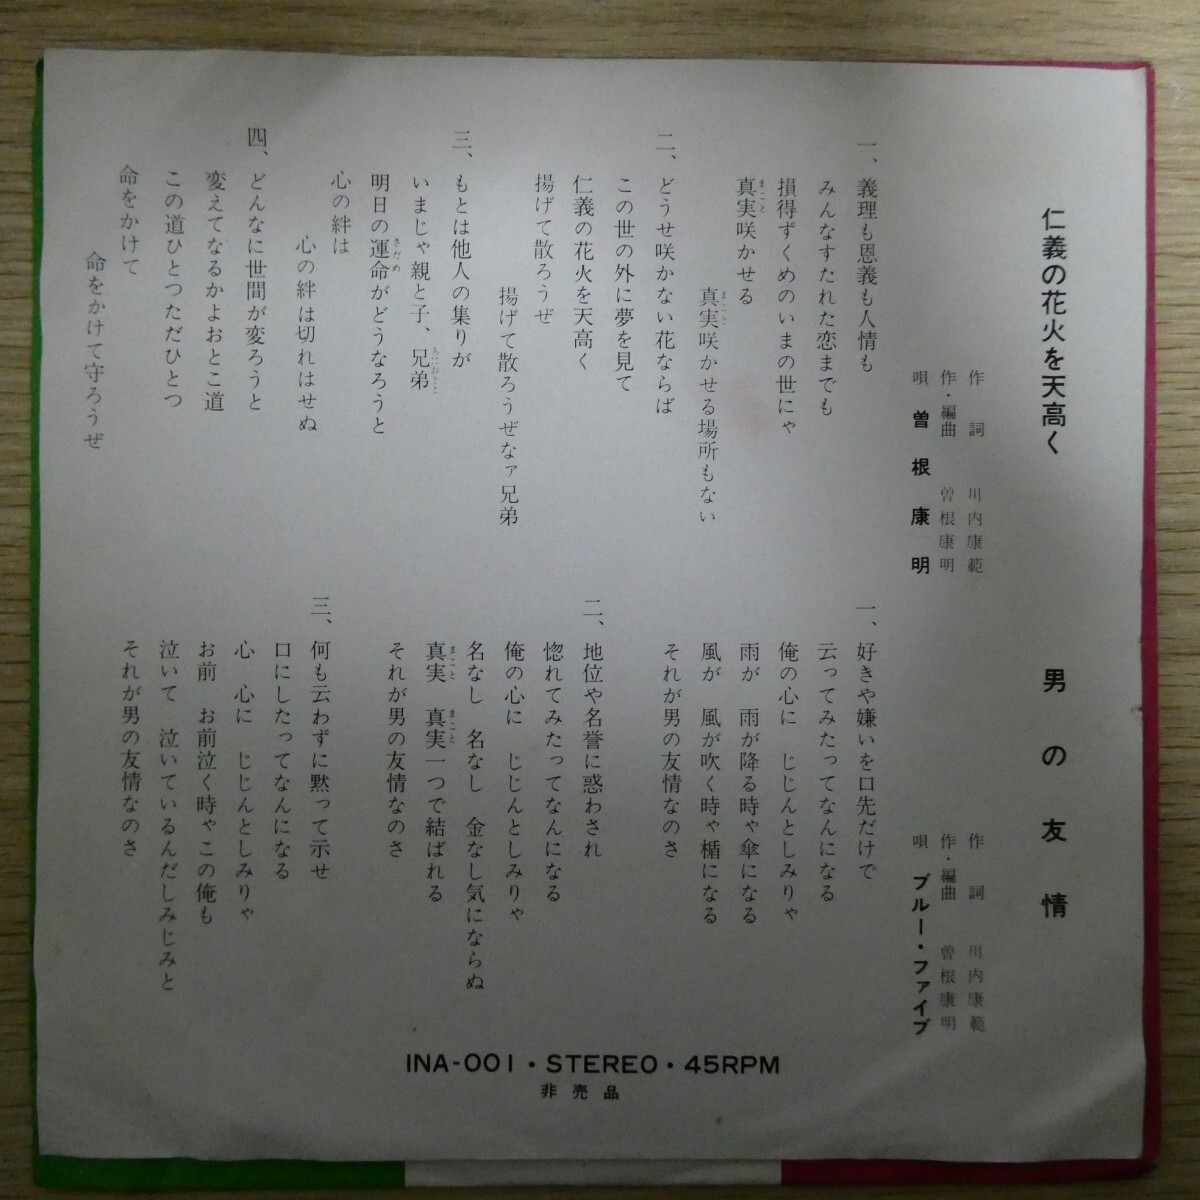 仁義の花火を天高く
作詞 川内康範
作・編曲 曽根康明
唄 曽根康明
一、義理も恩義も人情も
みんなすたれた恋までも
損得ずくめのいまの世にゃ
真実咲かせる
真実咲かせる場所もない
二、どうせ咲かない花ならば
この世の外に夢を見て
仁義の花火を天高く
揚げて散ろうぜ
揚げて散ろうぜなァ兄弟
三、もとは他人の集りが
いまじゃ親と子、兄弟
明日の運命がどうなろうと
心の絆は
心の絆は切れはせぬ
四、どんなに世間が変ろうと
変えてなるかよおとこ道
この道ひとつただひとつ
命をかけて
命をかけて守ろうぜ
男の友情
作詞 川内康範
作・編曲 曽根康明
唄 ブルー・ファイブ
一、好きや嫌いを口先だけで
云ってみたってなんになる
俺の心に じじんとしみりゃ
雨が 雨が降る時ゃ傘になる
風が 風が吹く時ゃ楯になる
それが男の友情なのさ
二、地位や名誉に惑わされ
惚れてみたってなんになる
俺の心に じじんとしみりゃ
名なし 名なし 金なし気にならぬ
真実 真実一つで結ばれる
それが男の友情なのさ
三、何も云わずに黙って示せ
口にしたってなんになる
心 心に じじんとしみりゃ
お前 お前泣く時ゃこの俺も
泣いて 泣いているんだしみじみと
それが男の友情なのさ
INA-001・STEREO・45RPM
非売品